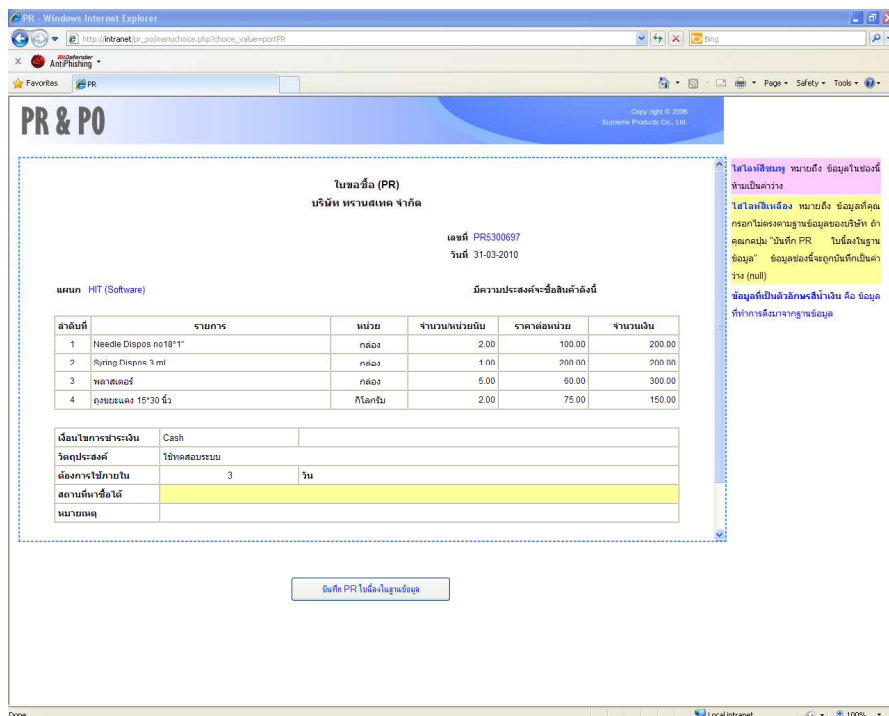 PR - Windows Internet Explorer
http://intranet/pr_po/menuchoice.php?choice_value=portPR
Bing
BitDefender
AntiPhishing
Favorites PR Page Safety Tools
PR & PO
Copy right © 2006
Supreme Products Co., Ltd.
ใบขอซื้อ (PR)
บริษัท ทรานสเทค จำกัด
เลขที่ PR5300697
วันที่ 31-03-2010
แผนก HIT (Software) มีความประสงค์จะซื้อสินค้าดังนี้
ลำดับที่ รายการ หน่วย จำนวน/หน่วยนับ ราคาต่อหน่วย จำนวนเงิน
1 Needle Dispos no18*1" กล่อง 2.00 100.00 200.00
2 Syring Dispos 3 ml กล่อง 1.00 200.00 200.00
3 พลาสเตอร์ กล่อง 5.00 60.00 300.00
4 ถุงขยะแดง 15*30 นิ้ว กิโลกรัม 2.00 75.00 150.00
เงื่อนไขการชำระเงิน Cash
วัตถุประสงค์ ใช้ทดสอบระบบ
ต้องการใช้ภายใน 3 วัน
สถานที่หาซื้อได้
หมายเหตุ
บันทึก PR ใบนี้ลงในฐานข้อมูล
ไฮไลท์สีชมพู หมายถึง ข้อมูลในช่องนี้
ห้ามเป็นค่าว่าง
ไฮไลท์สีเหลือง หมายถึง ข้อมูลที่คุณ
กรอกไม่ตรงตามฐานข้อมูลของบริษัท ถ้า
คุณกดปุ่ม "บันทึก PR ใบนี้ลงในฐาน
ข้อมูล" ข้อมูลช่องนี้จะถูกบันทึกเป็นค่า
ว่าง (null)
ข้อมูลที่เป็นตัวอักษรสีน้ำเงิน คือ ข้อมูล
ที่ทำการดึงมาจากฐานข้อมูล
Done Local intranet 100%